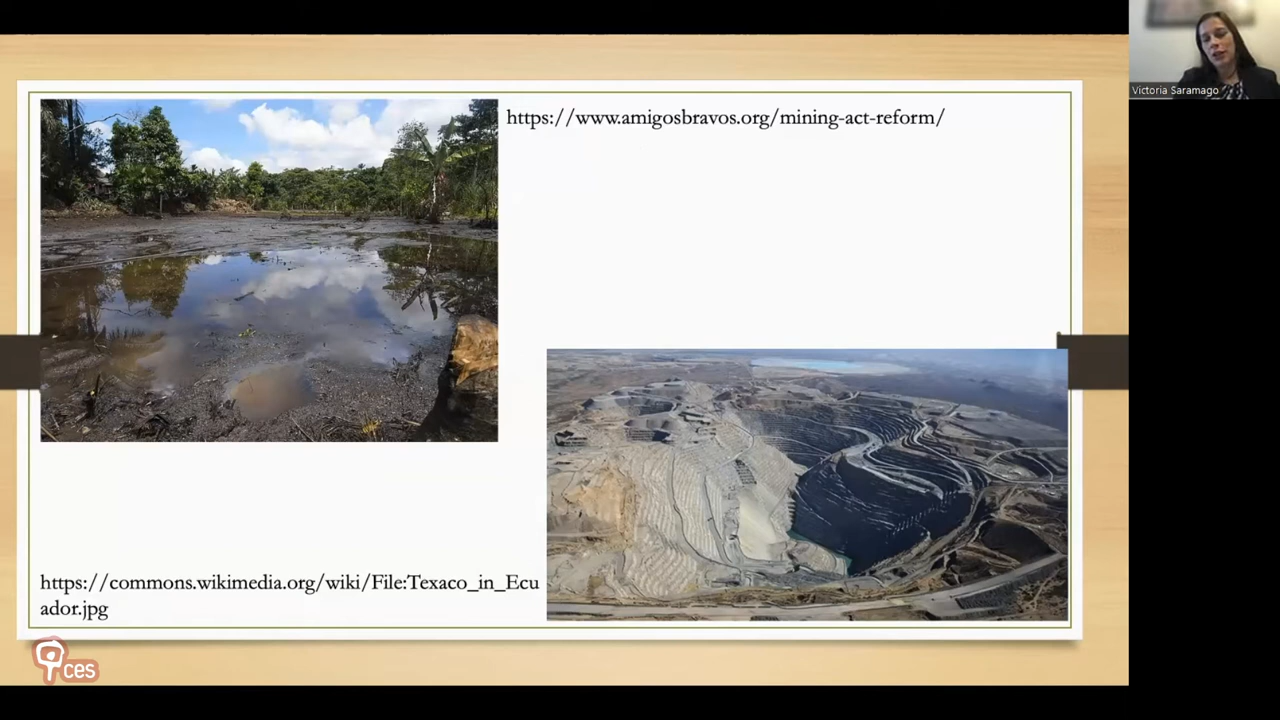 https://www.amigosbravos.org/mining-act-reform/
Victoria Saramago
https://commons.wikimedia.org/wiki/File:Texaco_in_Ecu
ador.jpg
ces